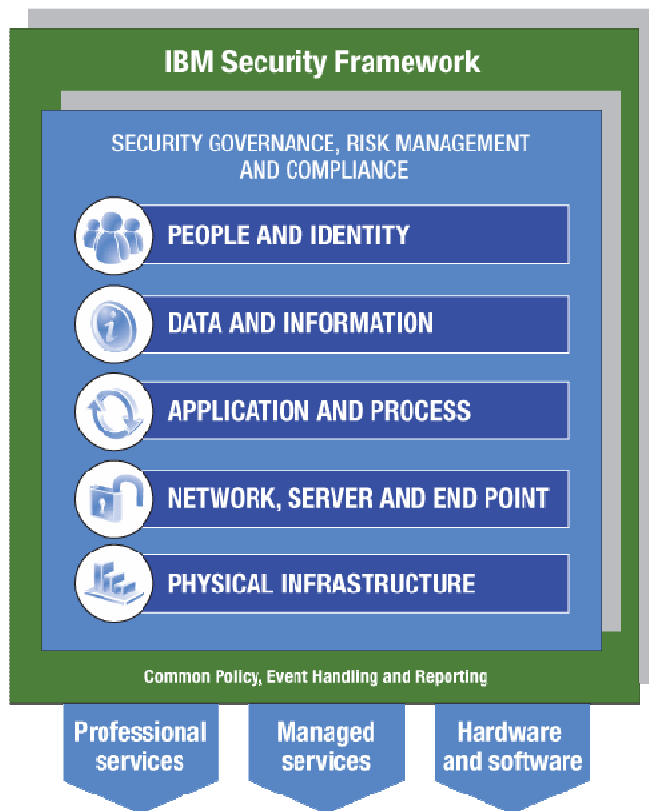 IBM Security Framework
SECURITY GOVERNANCE, RISK MANAGEMENT
AND COMPLIANCE
PEOPLE AND IDENTITY
DATA AND INFORMATION
APPLICATION AND PROCESS
NETWORK, SERVER AND END POINT
PHYSICAL INFRASTRUCTURE
Common Policy, Event Handling and Reporting
Professional
services
Managed
services
Hardware
and software